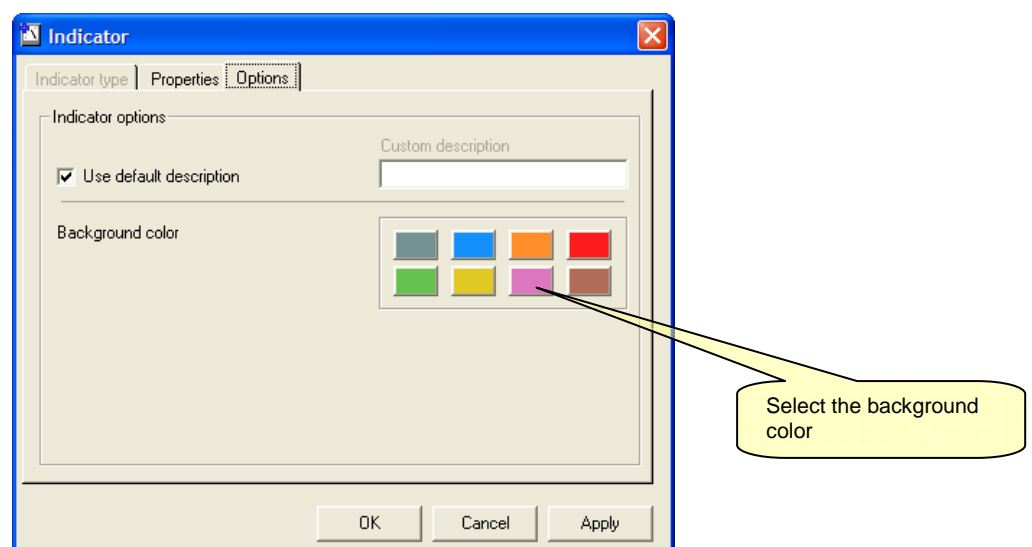 Indicator
Indicator type Properties Options
Indicator options
Custom description
Use default description
Background color
Select the background
color
OK Cancel Apply